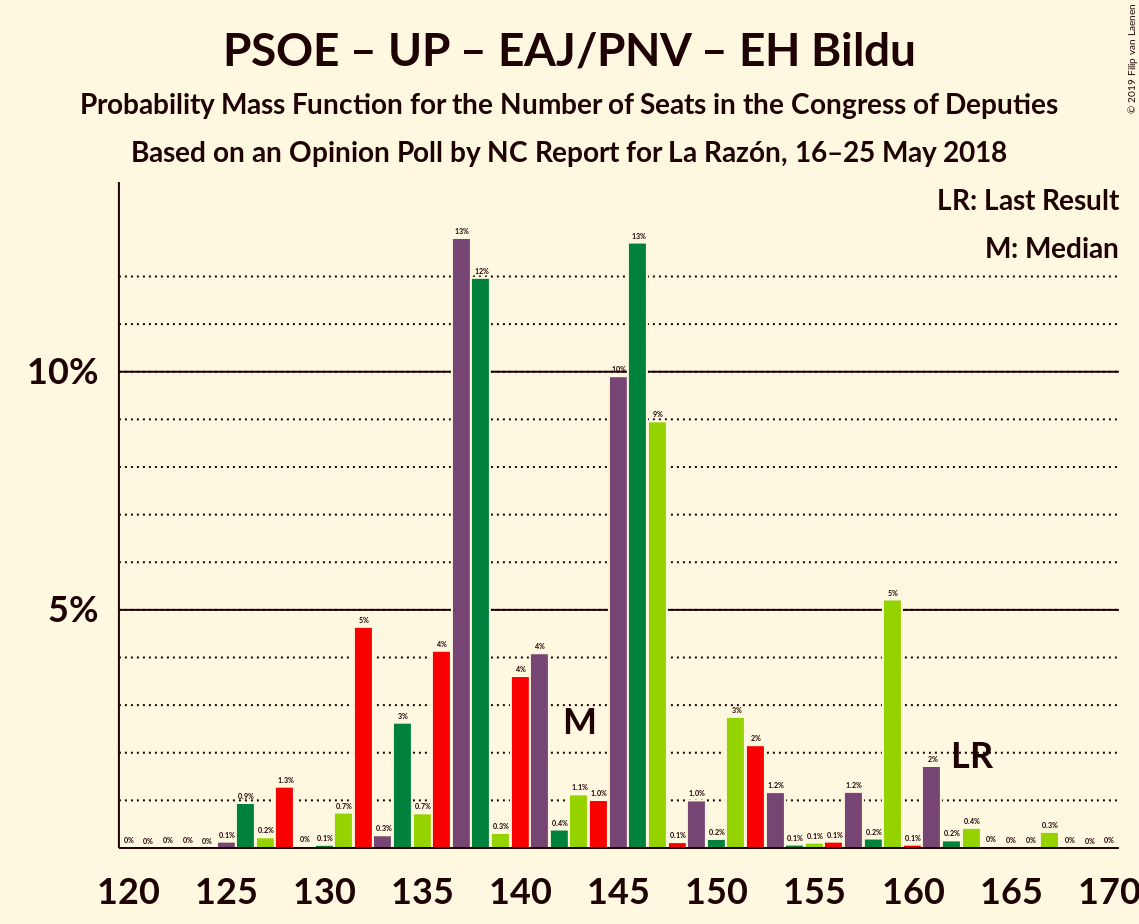 PSOE – UP – EAJ/PNV – EH Bildu
Probability Mass Function for the Number of Seats in the Congress of Deputies
Based on an Opinion Poll by NC Report for La Razón, 16–25 May 2018
© 2019 Filip van Laenen
LR: Last Result
M: Median
10%
5%
0% 0% 0% 0% 0% 0.1% 0.9% 0.2% 1.3% 0% 0.1% 0.7% 5% 0.3% 3% 0.7% 4% 13% 12% 0.3% 4% 4% 0.4% 1.1% 1.0% 10% 13% 9% 0.1% 1.0% 0.2% 3% 2% 1.2% 0.1% 0.1% 0.1% 1.2% 0.2% 5% 0.1% 2% 0.2% 0.4% 0% 0% 0% 0.3% 0% 0% 0%
M
LR
120 125 130 135 140 145 150 155 160 165 170